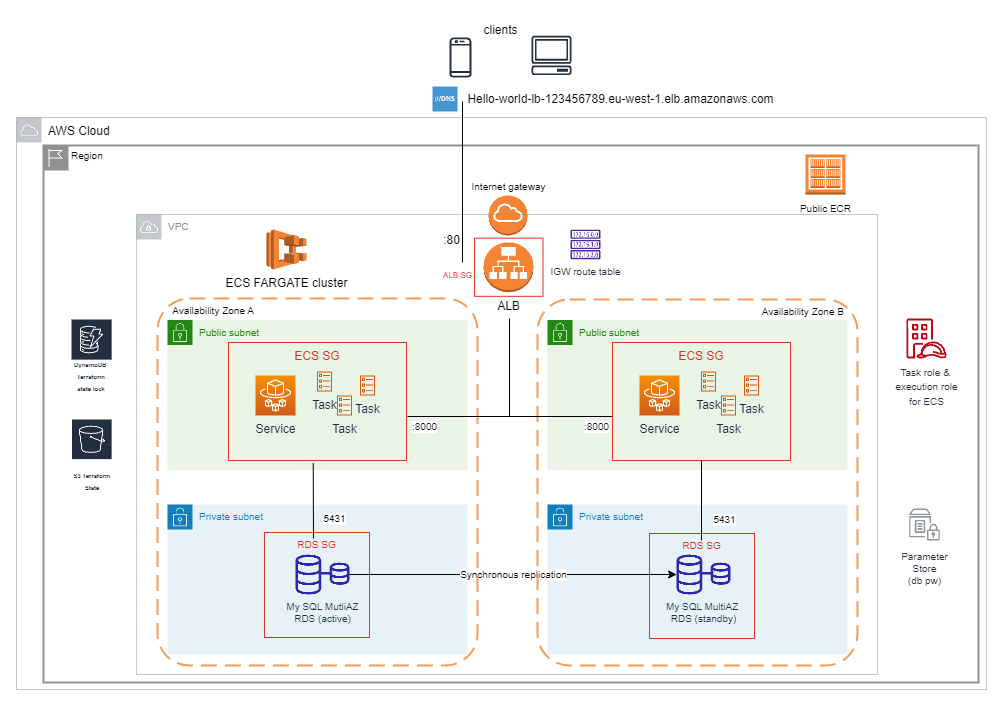 clients
///DNS
Hello-world-lb-123456789.eu-west-1.elb.amazonaws.com
AWS Cloud
Region
Public ECR
Internet gateway
VPC
:80
ALB SG
IGW route table
ECS FARGATE cluster
ALB
Availability Zone A
Availability Zone B
Public subnet
Public subnet
ECS SG
ECS SG
Task
Task
Task
Service
Task
Task
Task
Service
:8000
:8000
DynamoDB
Terraform
state lock
S3 Terraform
State
Task role &
execution role
for ECS
Private subnet
Private subnet
5431
5431
RDS SG
RDS SG
Synchronous replication
My SQL MutliAZ
RDS (active)
My SQL MultiAZ
RDS (standby)
Parameter
Store
(db pw)